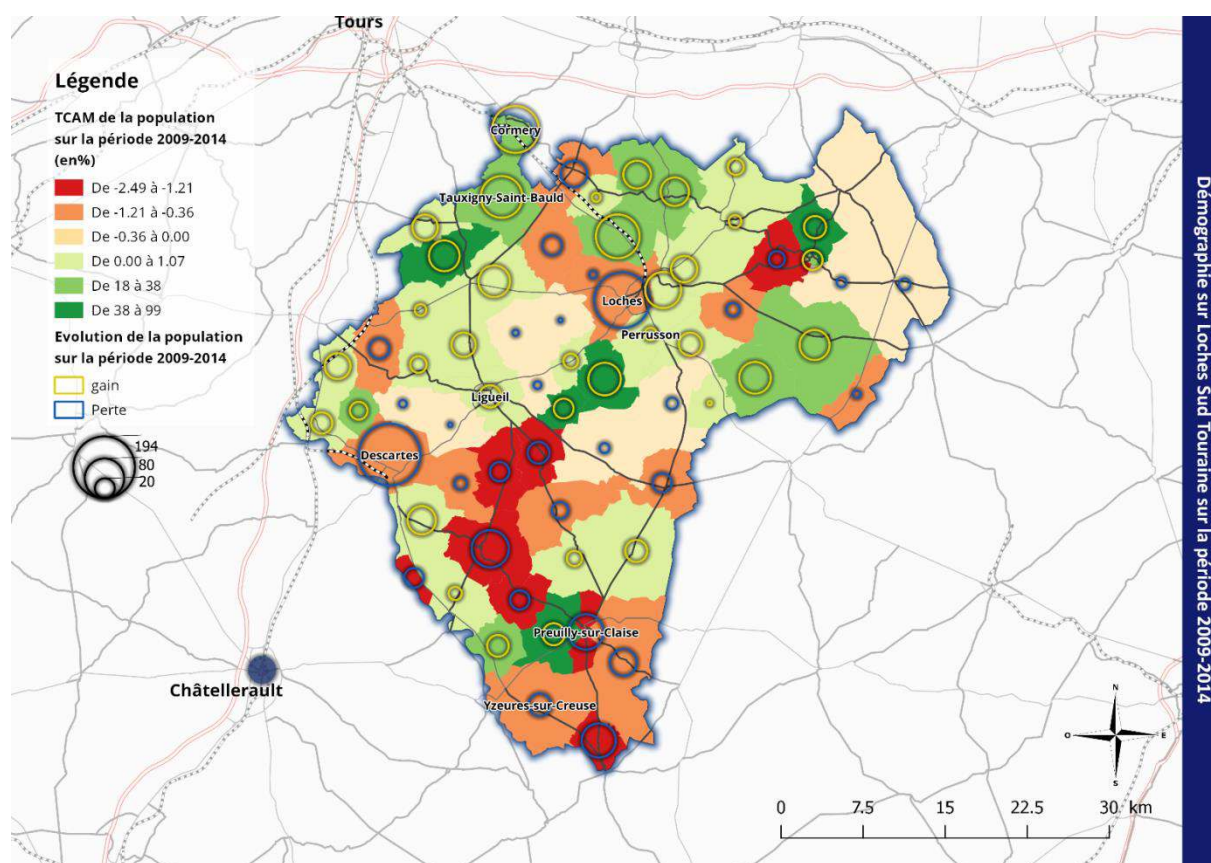 Tours
Légende
TCAM de la population
sur la période 2009-2014
(en%)
De -2.49 à -1.21
De -1.21 à -0.36
De -0.36 à 0.00
De 0.00 à 1.07
De 18 à 38
De 38 à 99
Evolution de la prpulation
sur la période 2009-2014
gain
Perte
194
80
20
Cormery
Tauxigny-Saint-Bauld
Loches
Perrusson
Ligueil
Descartes
Preuilly-sur-Claise
Yzeures-sur-Creuse
Châtellerault
N
O
E
S
0 7.5 15 22.5 30 km
Démographie sur Loches Sud Touraine sur la période 2009-2014